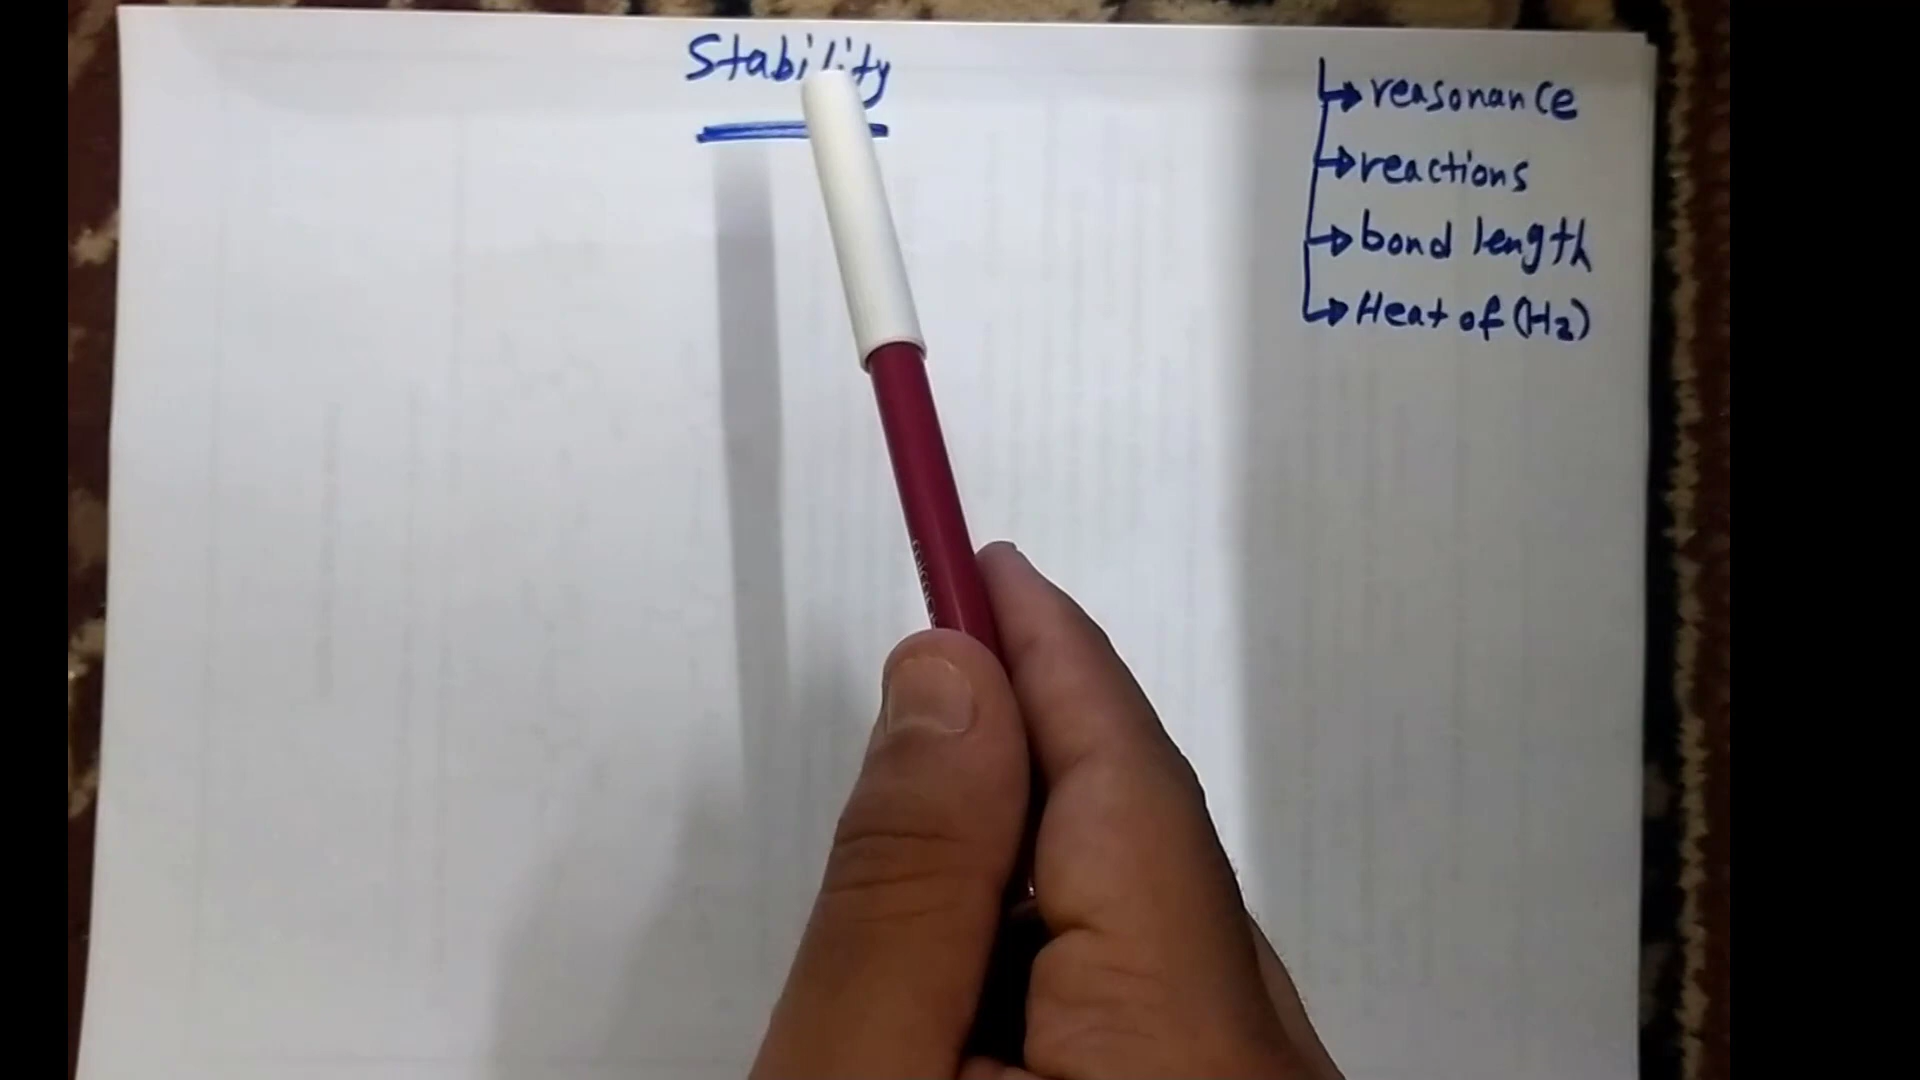 Stability
reasonance
reactions
bond length
Heat of (H2)